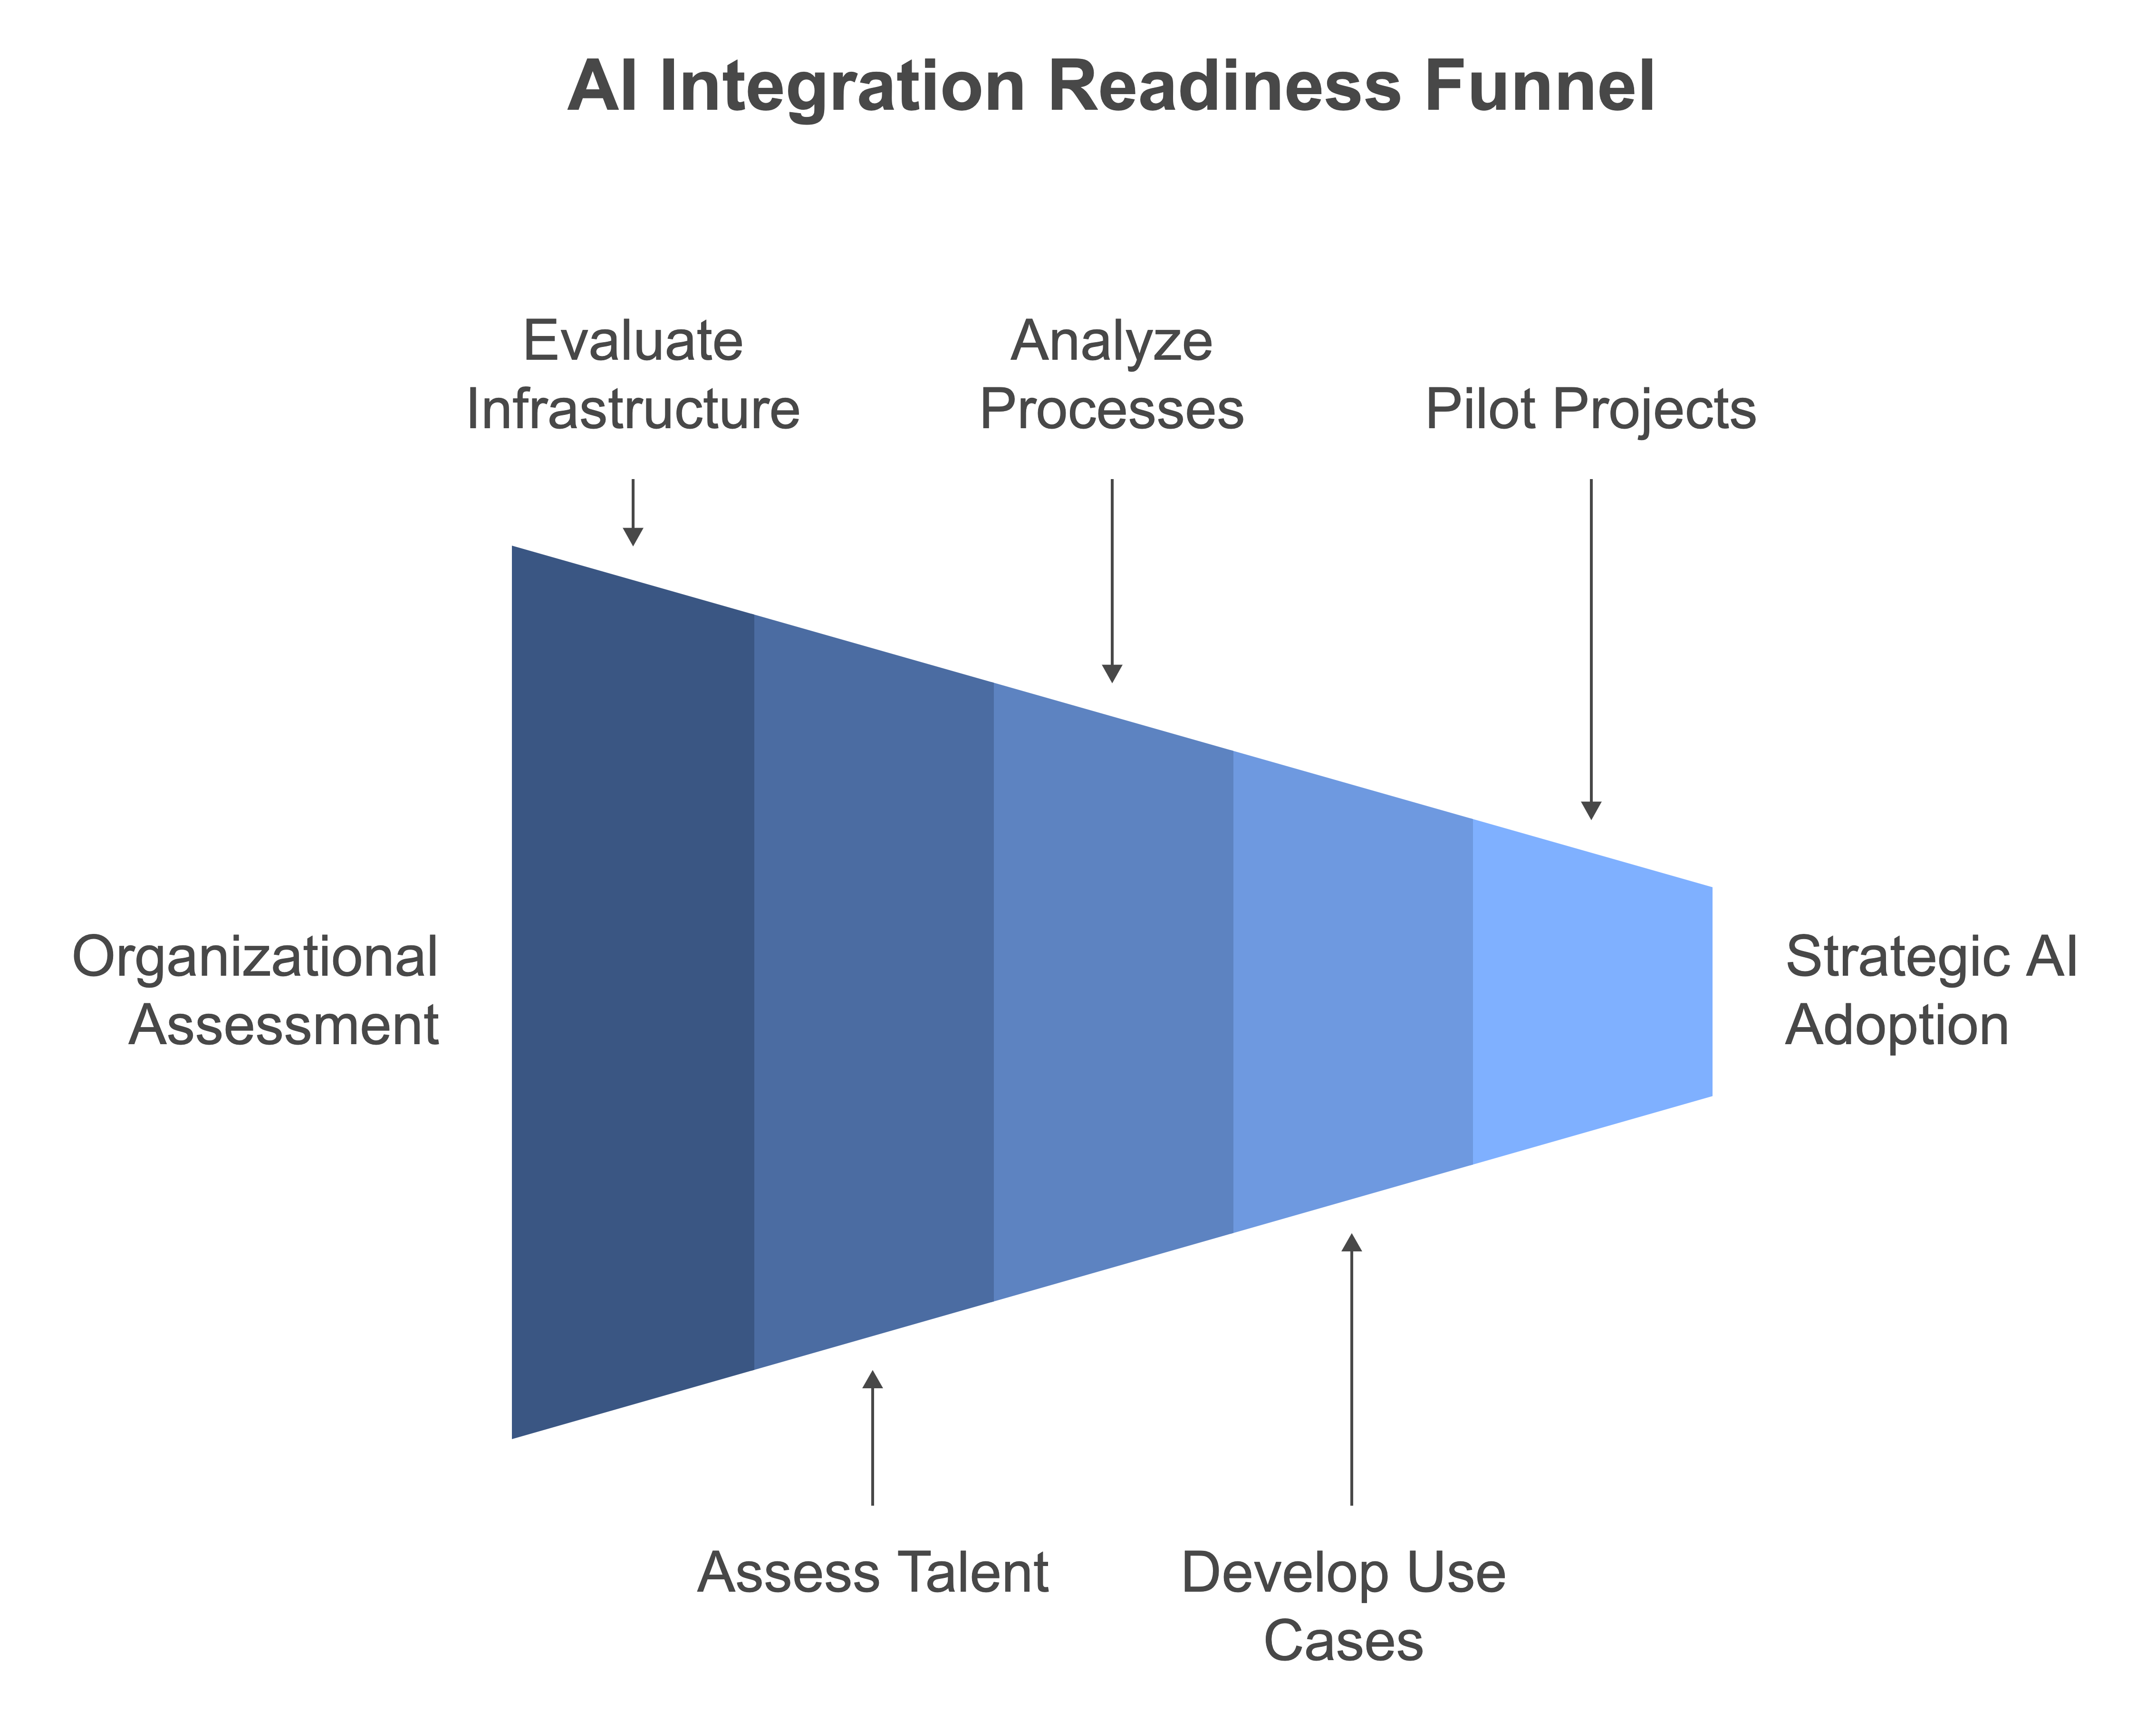 AI Integration Readiness Funnel
Evaluate
Infrastructure
Analyze
Processes
Pilot Projects
Organizational
Assessment
Strategic AI
Adoption
Assess Talent
Develop Use
Cases